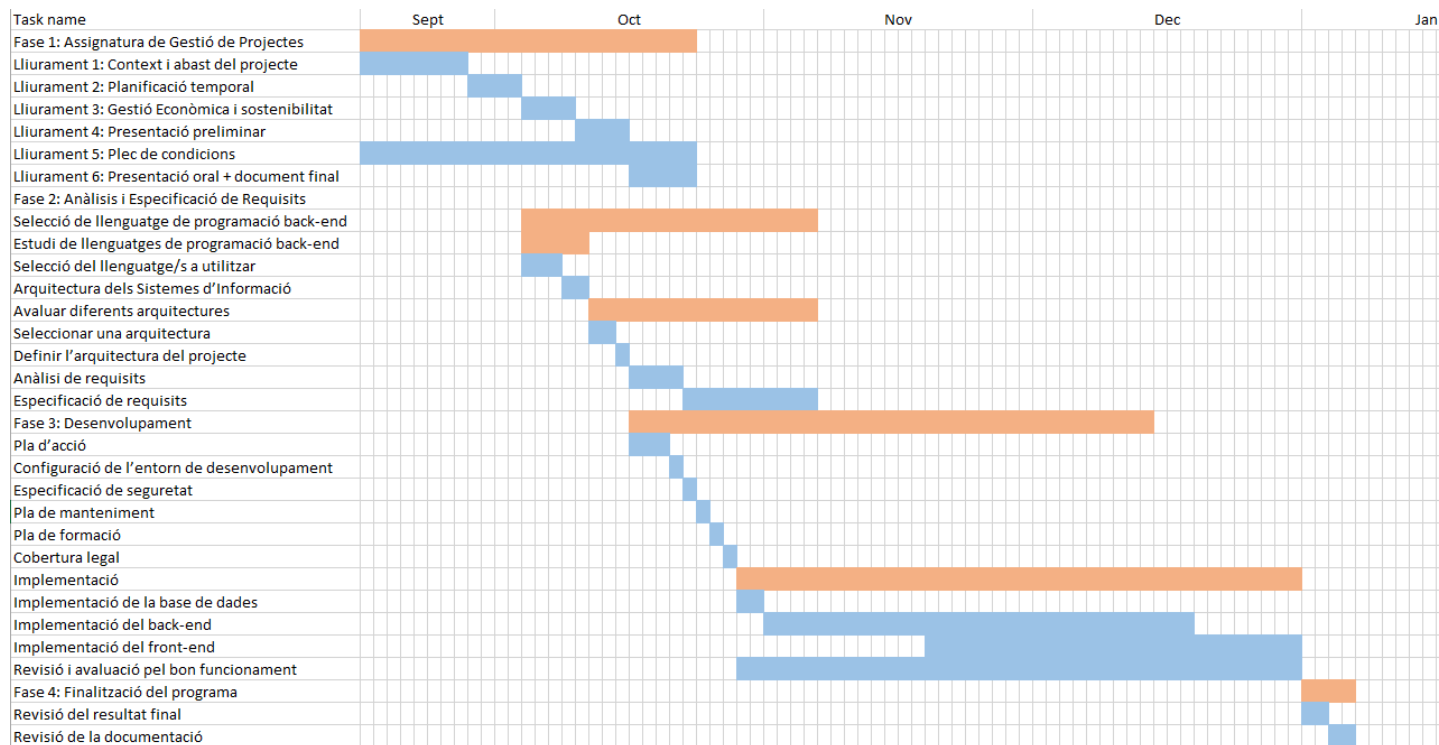 Task name Sept Oct Nov Dec Jan
Fase 1: Assignatura de Gestió de Projectes
Lliurament 1: Context i abast del projecte
Lliurament 2: Planificació temporal
Lliurament 3: Gestió Econòmica i sostenibilitat
Lliurament 4: Presentació preliminar
Lliurament 5: Plec de condicions
Lliurament 6: Presentació oral + document final
Fase 2: Anàlisis i Especificació de Requisits
Selecció de llenguatge de programació back-end
Estudi de llenguatges de programació back-end
Selecció del llenguatge/s a utilitzar
Arquitectura dels Sistemes d’Informació
Avaluar diferents arquitectures
Seleccionar una arquitectura
Definir l’arquitectura del projecte
Anàlisi de requisits
Especificació de requisits
Fase 3: Desenvolupament
Pla d’acció
Configuració de l’entorn de desenvolupament
Especificació de seguretat
Pla de manteniment
Pla de formació
Cobertura legal
Implementació
Implementació de la base de dades
Implementació del back-end
Implementació del front-end
Revisió i avaluació pel bon funcionament
Fase 4: Finalització del programa
Revisió del resultat final
Revisió de la documentació